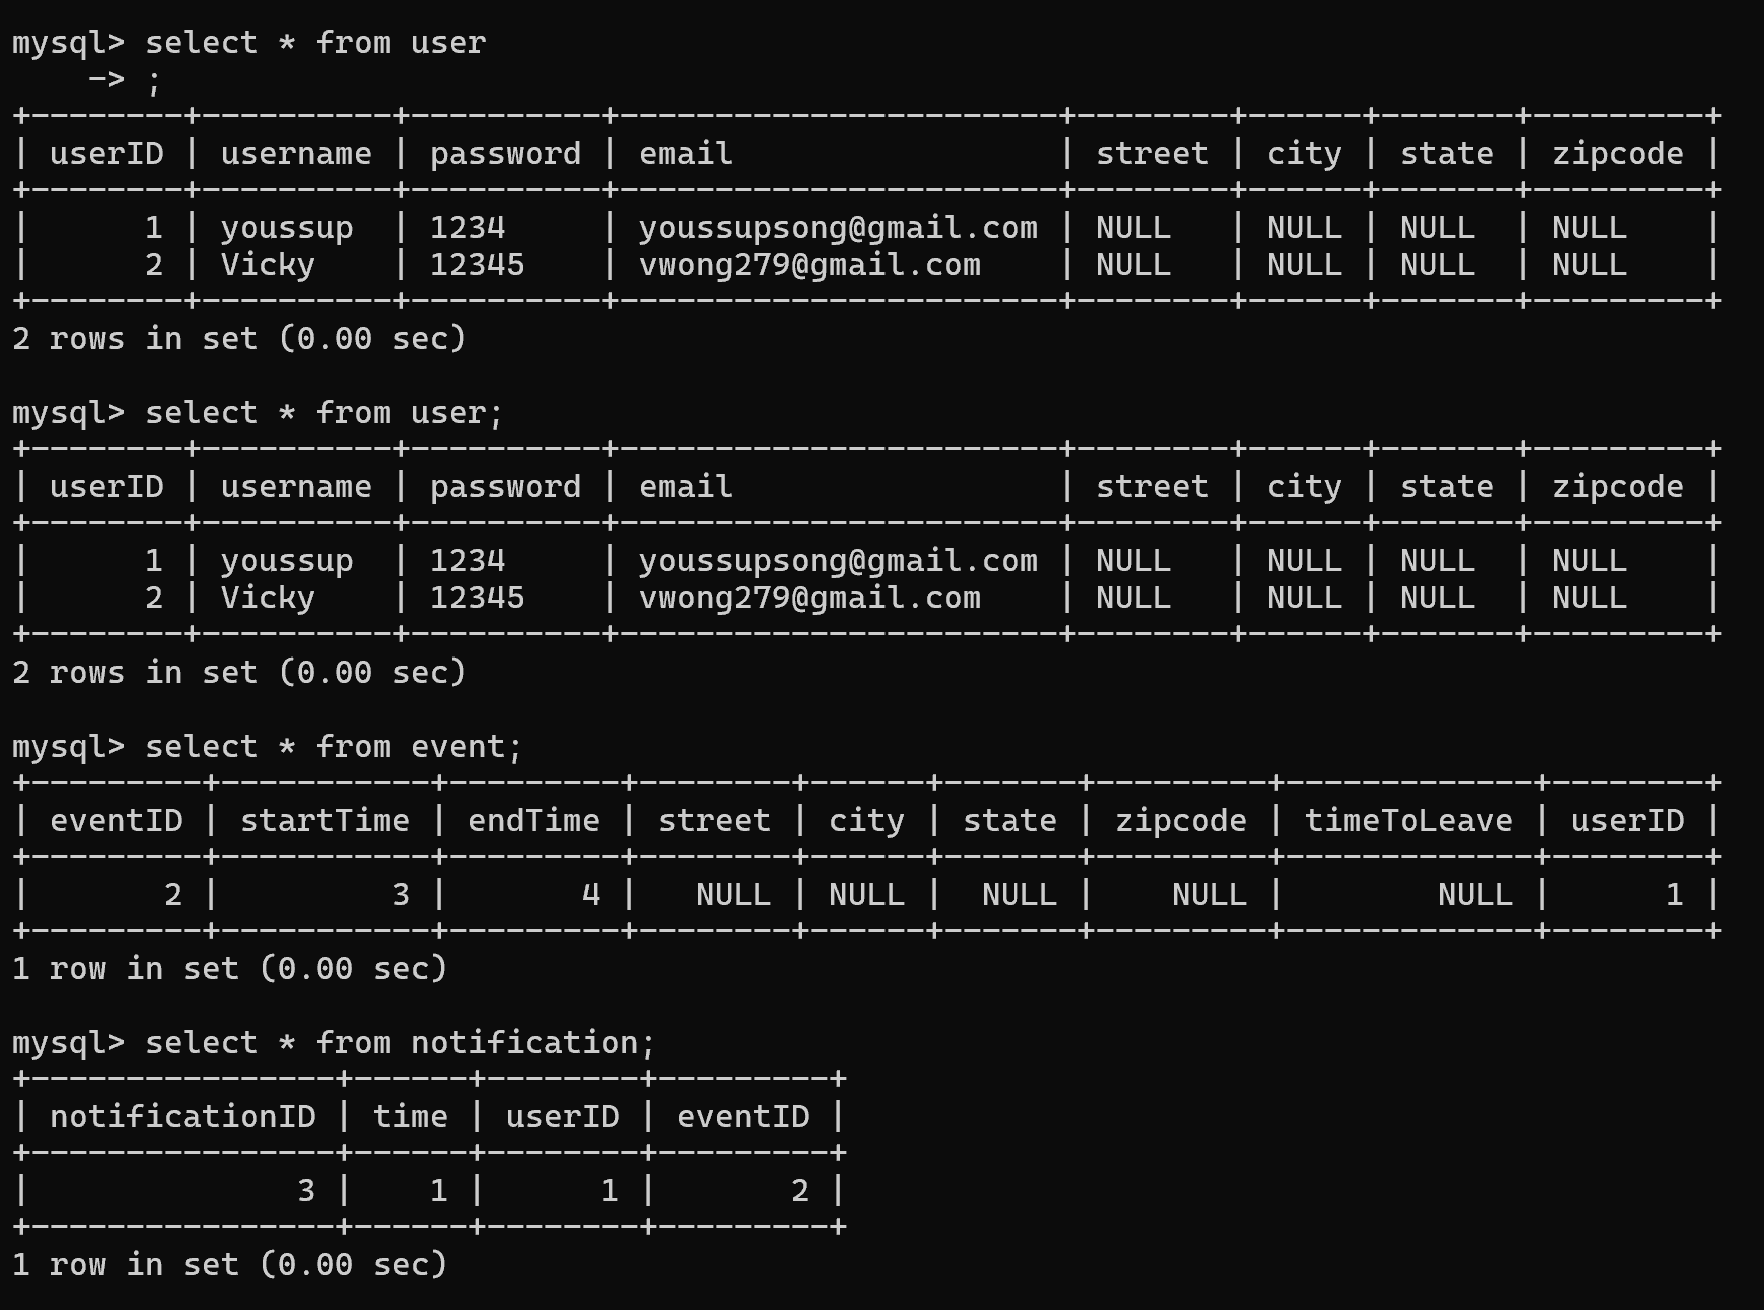 mysql> select * from user
    -> ;
+--------+----------+----------+-----------------------+--------+------+-------+---------+
| userID | username | password | email                 | street | city | state | zipcode |
+--------+----------+----------+-----------------------+--------+------+-------+---------+
|      1 | youssup  | 1234     | youssupsong@gmail.com | NULL   | NULL | NULL  | NULL    |
|      2 | Vicky    | 12345    | vwong279@gmail.com    | NULL   | NULL | NULL  | NULL    |
+--------+----------+----------+-----------------------+--------+------+-------+---------+
2 rows in set (0.00 sec)

mysql> select * from user;
+--------+----------+----------+-----------------------+--------+------+-------+---------+
| userID | username | password | email                 | street | city | state | zipcode |
+--------+----------+----------+-----------------------+--------+------+-------+---------+
|      1 | youssup  | 1234     | youssupsong@gmail.com | NULL   | NULL | NULL  | NULL    |
|      2 | Vicky    | 12345    | vwong279@gmail.com    | NULL   | NULL | NULL  | NULL    |
+--------+----------+----------+-----------------------+--------+------+-------+---------+
2 rows in set (0.00 sec)

mysql> select * from event;
+---------+-----------+---------+--------+------+-------+---------+-------------+--------+
| eventID | startTime | endTime | street | city | state | zipcode | timeToLeave | userID |
+---------+-----------+---------+--------+------+-------+---------+-------------+--------+
|       2 |         3 |       4 |   NULL | NULL |  NULL |    NULL |        NULL |      1 |
+---------+-----------+---------+--------+------+-------+---------+-------------+--------+
1 row in set (0.00 sec)

mysql> select * from notification;
+----------------+------+--------+---------+
| notificationID | time | userID | eventID |
+----------------+------+--------+---------+
|              3 |    1 |      1 |       2 |
+----------------+------+--------+---------+
1 row in set (0.00 sec)